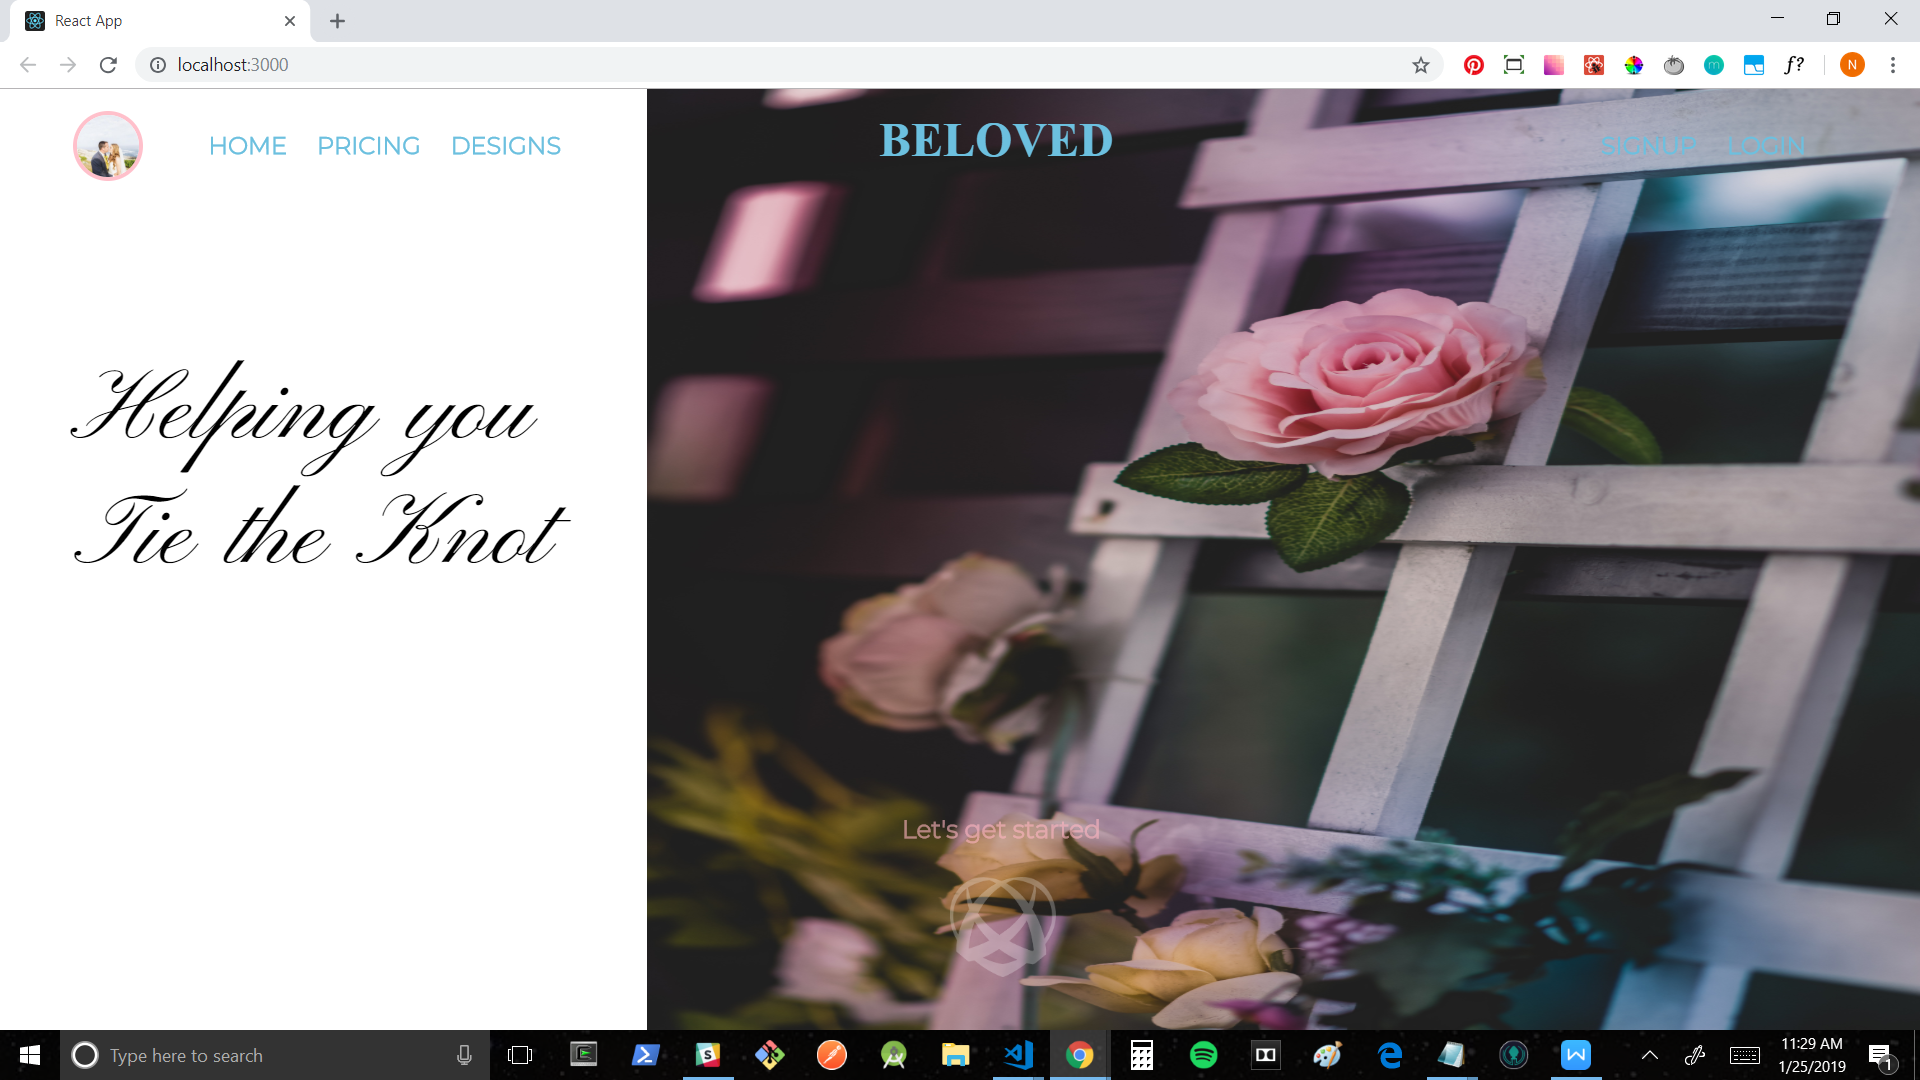 React App
localhost:3000
f?
N
m
HOME PRICING DESIGNS
BELOVED
SIGNUP LOGIN
Helping you
Tie the Knot
Let's get started
Type here to search
11:29 AM
1/25/2019
1